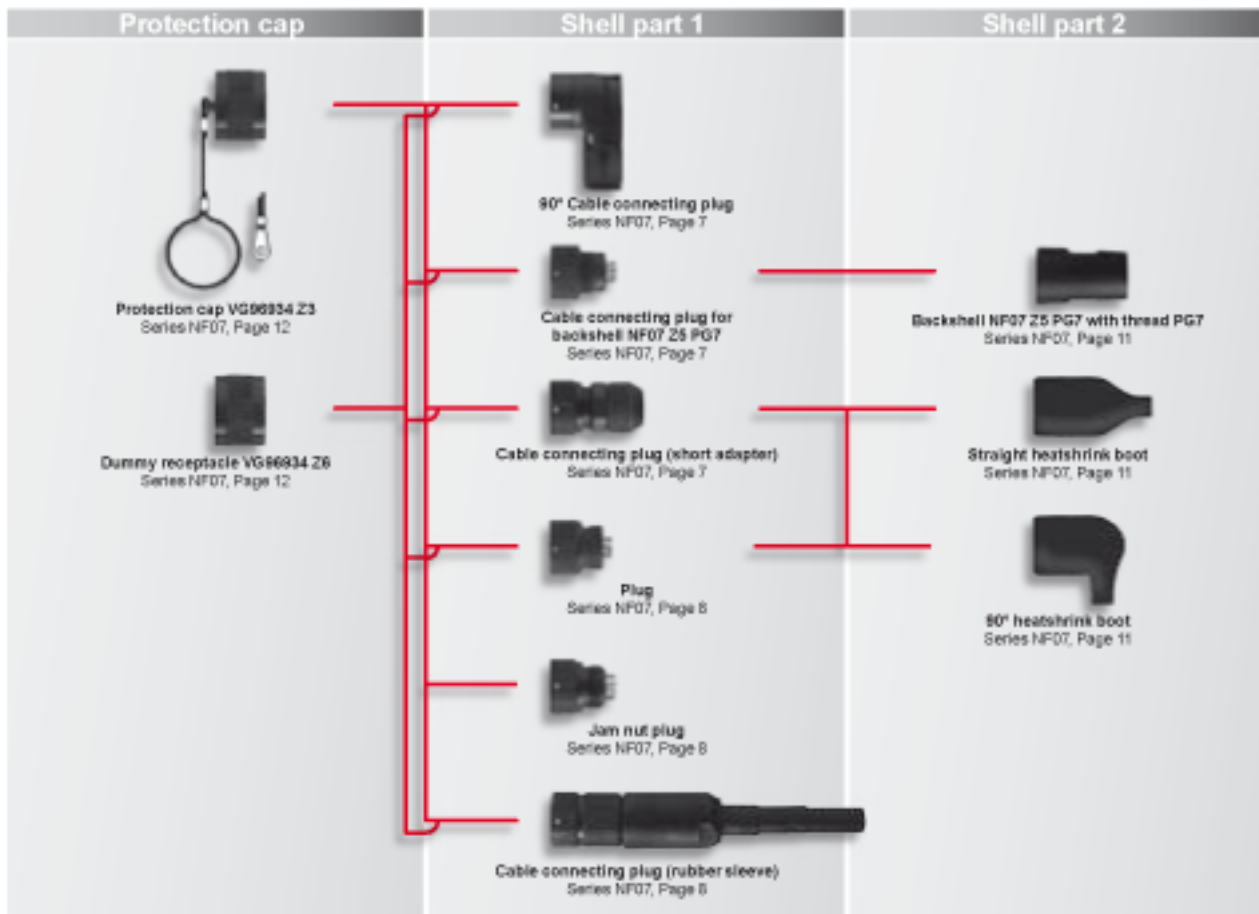 Protection cap
Shell part 1
Shell part 2
90° Cable connecting plug
Series NF07, Page 7
Protection cap VG96934 Z3
Series NF07, Page 12
Cable connecting plug for
backshell NF07 Z5 PG7
Series NF07, Page 7
Backshell NF07 Z5 PG7 with thread PG7
Series NF07, Page 11
Dummy receptacle VG96934 Z6
Series NF07, Page 12
Cable connecting plug (short adapter)
Series NF07, Page 7
Straight heatshrink boot
Series NF07, Page 11
Plug
Series NF07, Page 8
90° heatshrink boot
Series NF07, Page 11
Jam nut plug
Series NF07, Page 8
Cable connecting plug (rubber sleeve)
Series NF07, Page 8